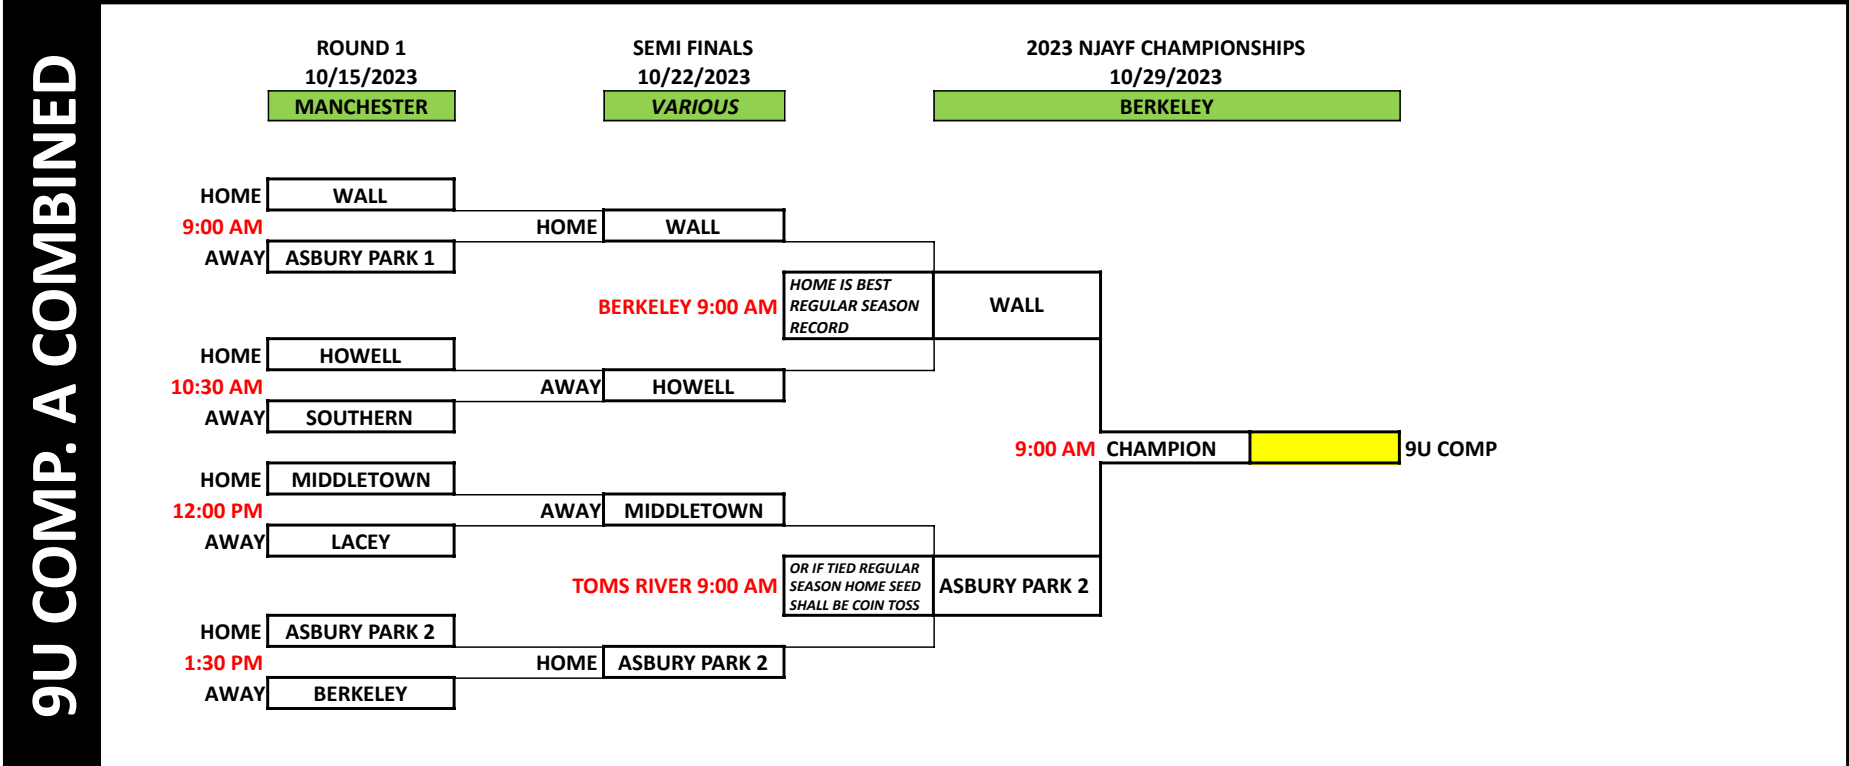 9U COMP. A COMBINED
ROUND 1
10/15/2023
MANCHESTER
SEMI FINALS
10/22/2023
VARIOUS
2023 NJAYF CHAMPIONSHIPS
10/29/2023
BERKELEY
HOME WALL
9:00 AM
AWAY ASBURY PARK 1
HOME WALL
BERKELEY 9:00 AM
HOME IS BEST
REGULAR SEASON
RECORD
WALL
HOME HOWELL
10:30 AM
AWAY SOUTHERN
AWAY HOWELL
9:00 AM CHAMPION 9U COMP
HOME MIDDLETOWN
12:00 PM
AWAY LACEY
AWAY MIDDLETOWN
TOMS RIVER 9:00 AM
OR IF TIED REGULAR
SEASON HOME SEED
SHALL BE COIN TOSS
ASBURY PARK 2
HOME ASBURY PARK 2
1:30 PM
AWAY BERKELEY
HOME ASBURY PARK 2